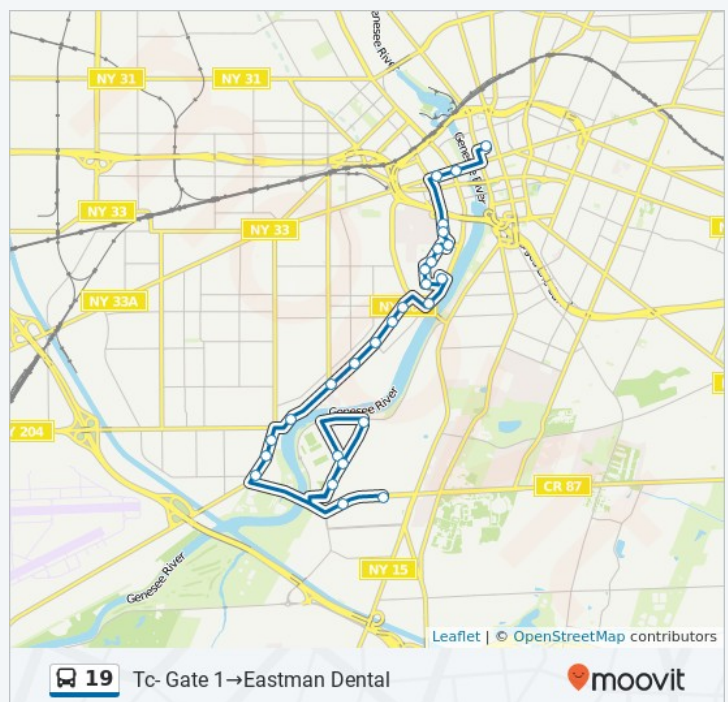 Genesee River
NY 31
NY 31
Genesee River
NY 33
NY 33
NY 33A
Genesee River
Y 204
CR 87
NY 15
Genesee River
Leaflet | © OpenStreetMap contributors
19 Tc- Gate 1→Eastman Dental
moovit